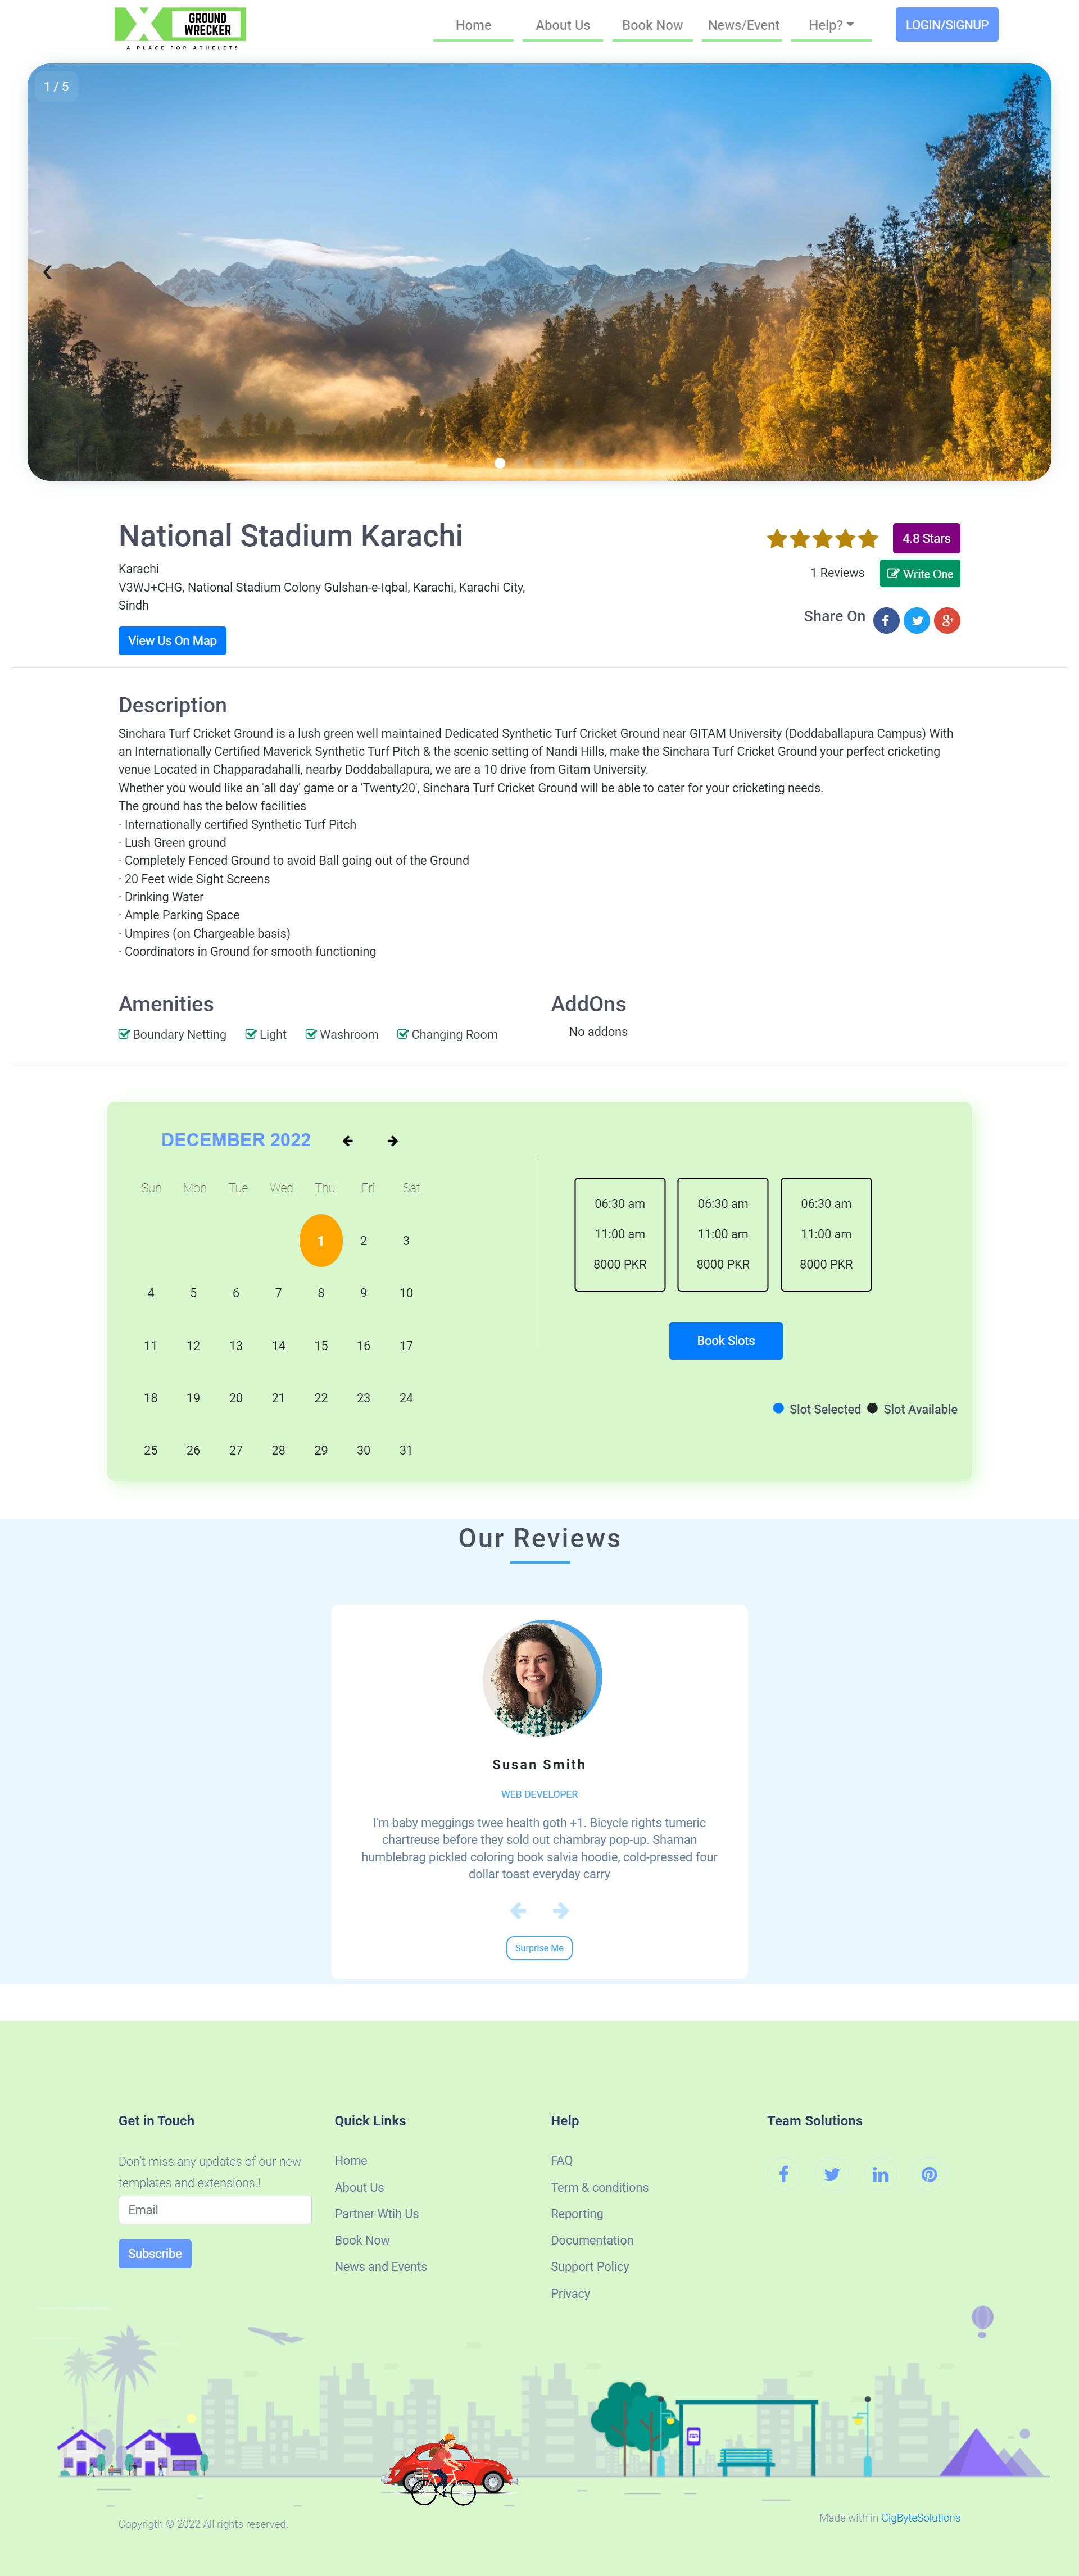 GROUND
WRECKER
A PLACE FOR ATHELETS
Home
About Us
Book Now
News/Event
Help?
LOGIN/SIGNUP
1 / 5
National Stadium Karachi
4.8 Stars
Karachi
1 Reviews
Write One
V3WJ+CHG, National Stadium Colony Gulshan-e-Iqbal, Karachi, Karachi City,
Sindh
Share On
View Us On Map
Description
Sinchara Turf Cricket Ground is a lush green well maintained Dedicated Synthetic Turf Cricket Ground near GITAM University (Doddaballapura Campus) With
an Internationally Certified Maverick Synthetic Turf Pitch & the scenic setting of Nandi Hills, make the Sinchara Turf Cricket Ground your perfect cricketing
venue Located in Chapparadahalli, nearby Doddaballapura, we are a 10 drive from Gitam University.
Whether you would like an 'all day' game or a 'Twenty20', Sinchara Turf Cricket Ground will be able to cater for your cricketing needs.
The ground has the below facilities
· Internationally certified Synthetic Turf Pitch
· Lush Green ground
· Completely Fenced Ground to avoid Ball going out of the Ground
· 20 Feet wide Sight Screens
· Drinking Water
· Ample Parking Space
· Umpires (on Chargeable basis)
· Coordinators in Ground for smooth functioning
Amenities
Boundary Netting Light Washroom Changing Room
AddOns
No addons
DECEMBER 2022
Sun Mon Tue Wed Thu Fri Sat
1 2 3
4 5 6 7 8 9 10
11 12 13 14 15 16 17
18 19 20 21 22 23 24
25 26 27 28 29 30 31
06:30 am 06:30 am 06:30 am
11:00 am 11:00 am 11:00 am
8000 PKR 8000 PKR 8000 PKR
Book Slots
Slot Selected Slot Available
Our Reviews
Susan Smith
WEB DEVELOPER
I'm baby meggings twee health goth +1. Bicycle rights tumeric
chartreuse before they sold out chambray pop-up. Shaman
humblebrag pickled coloring book salvia hoodie, cold-pressed four
dollar toast everyday carry
Surprise Me
Get in Touch
Don't miss any updates of our new
templates and extensions.!
Email
Subscribe
Quick Links
Home
About Us
Partner Wtih Us
Book Now
News and Events
Help
FAQ
Term & conditions
Reporting
Documentation
Support Policy
Privacy
Team Solutions
Copyrigth © 2022 All rights reserved.
Made with in GigByteSolutions